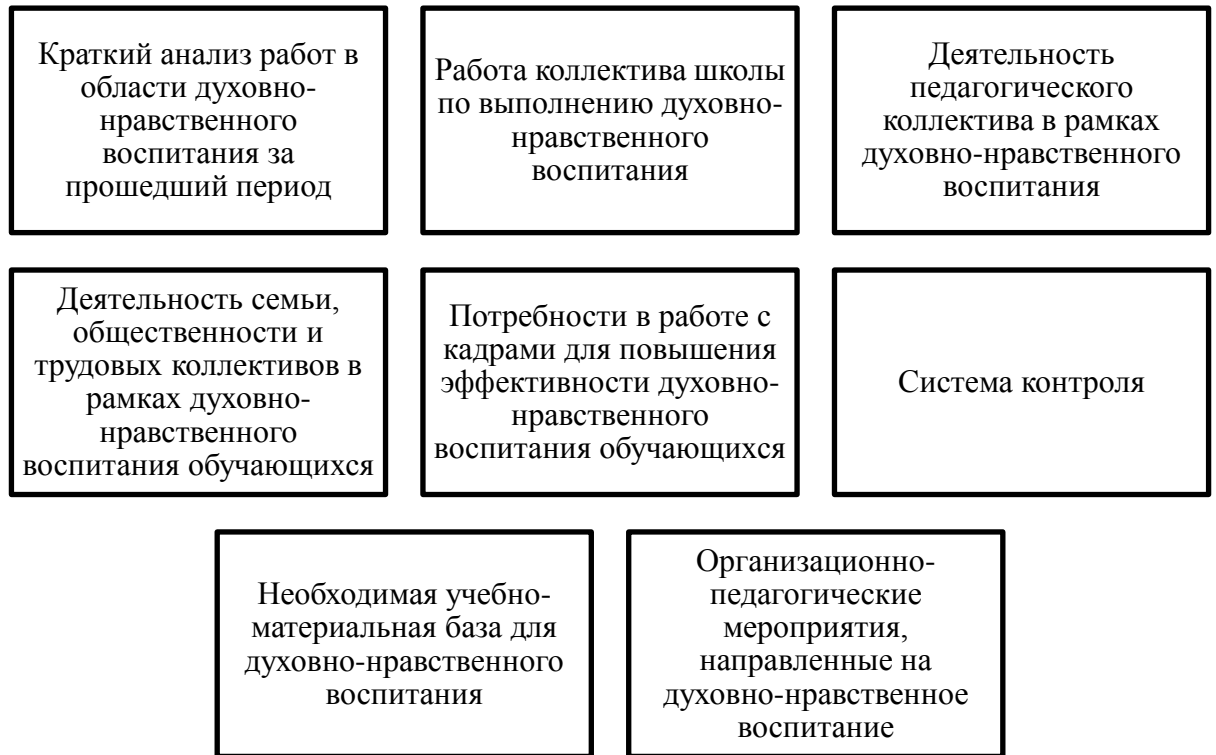 Краткий анализ работ в
области духовно-
нравственного
воспитания за
прошедший период
Работа коллектива школы
по выполнению духовно-
нравственного
воспитания
Деятельность
педагогического
коллектива в рамках
духовно-нравственного
воспитания
Деятельность семьи,
общественности и
трудовых коллективов в
рамках духовно-
нравственного
воспитания обучающихся
Потребности в работе с
кадрами для повышения
эффективности духовно-
нравственного
воспитания обучающихся
Система контроля
Необходимая учебно-
материальная база для
духовно-нравственного
воспитания
Организационно-
педагогические
мероприятия,
направленные на
духовно-нравственное
воспитание